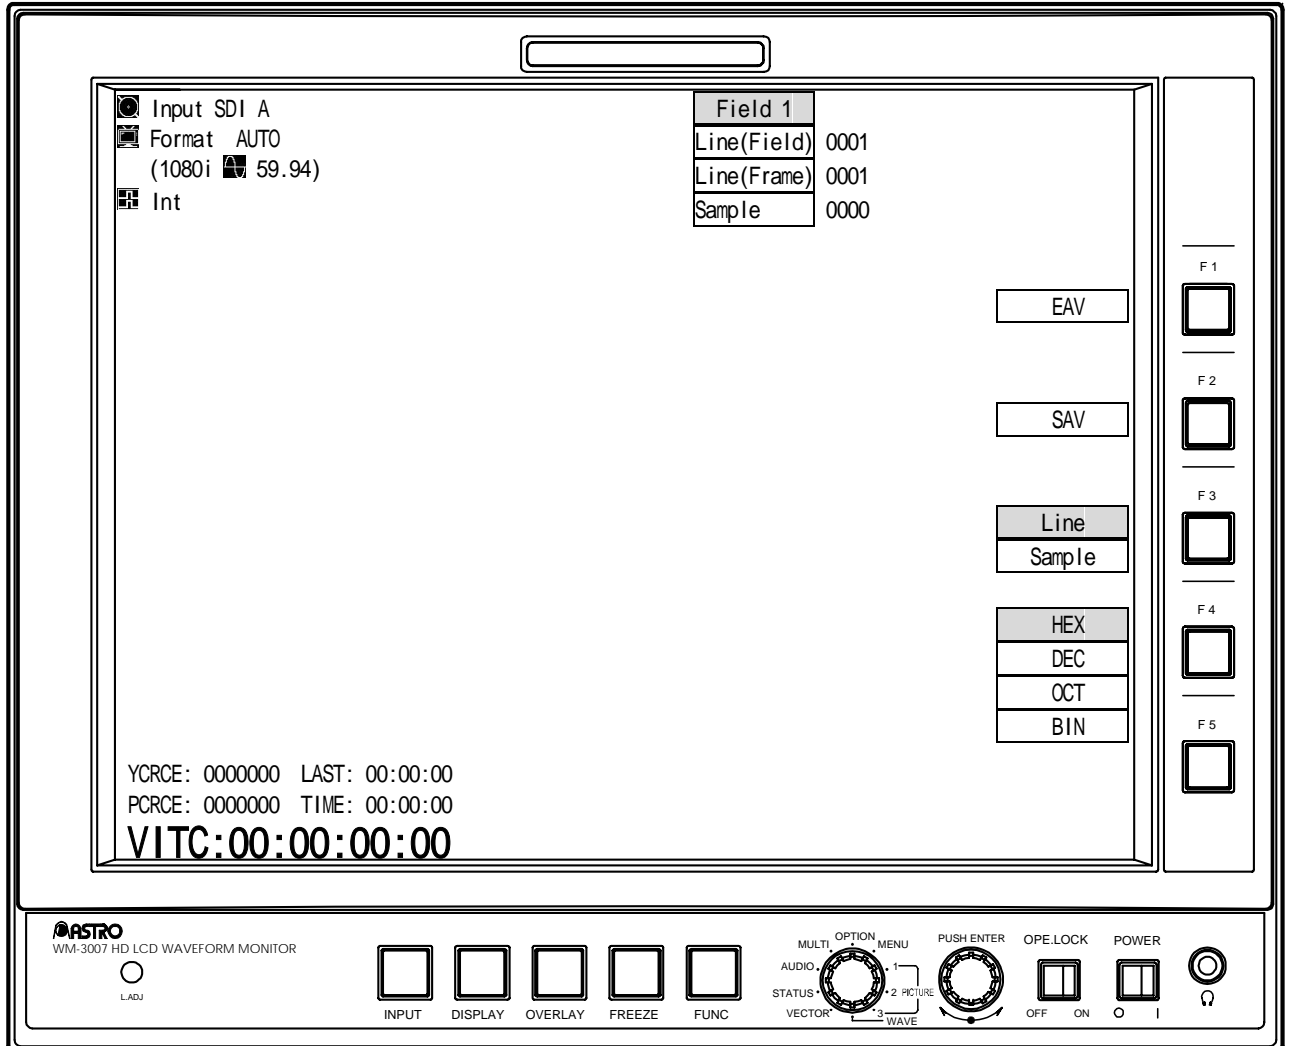 Input SDI A
Format AUTO
(1080i 59.94)
Int
Field 1
Line(Field) 0001
Line(Frame) 0001
Sample 0000
EAV
SAV
Line
Sample
HEX
DEC
OCT
BIN
F 1
F 2
F 3
F 4
F 5
YCRCE: 0000000 LAST: 00:00:00
PCRCE: 0000000 TIME: 00:00:00
VITC:00:00:00:00
ASTRO
WM-3007 HD LCD WAVEFORM MONITOR
L.ADJ
INPUT
DISPLAY
OVERLAY
FREEZE
FUNC
OPTION
MULTI
MENU
AUDIO
1
STATUS
2 PICTURE
VECTOR
3
WAVE
PUSH ENTER
OPE.LOCK
OFF ON
POWER
O I